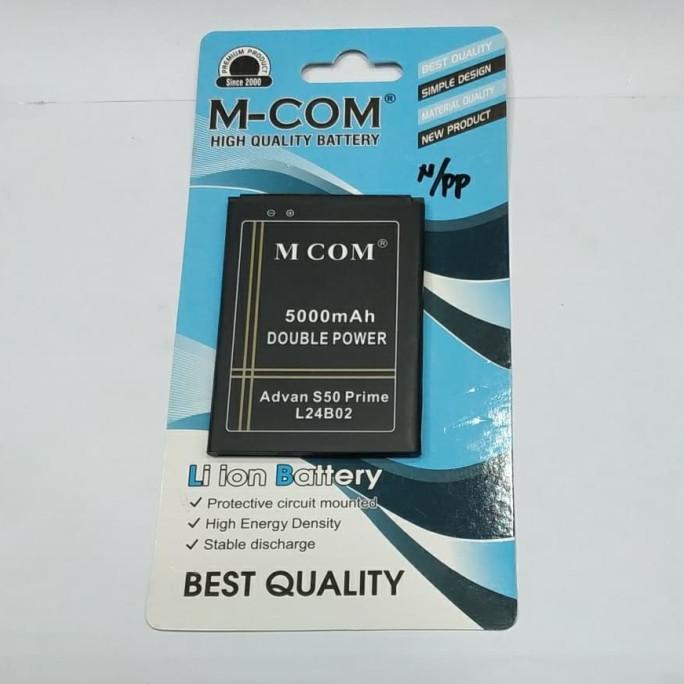 PREMIUM PRODUCT
Since 2000
M-COM®
HIGH QUALITY BATTERY
BEST QUALITY
SIMPLE DESIGN
MATERIAL QUALITY
NEW PRODUCT
N/PP
M COM®
5000mAh
DOUBLE POWER
Advan S50 Prime
L24B02
Li ion Battery
✓ Protective circuit mounted
✓ High Energy Density
✓ Stable discharge
BEST QUALITY